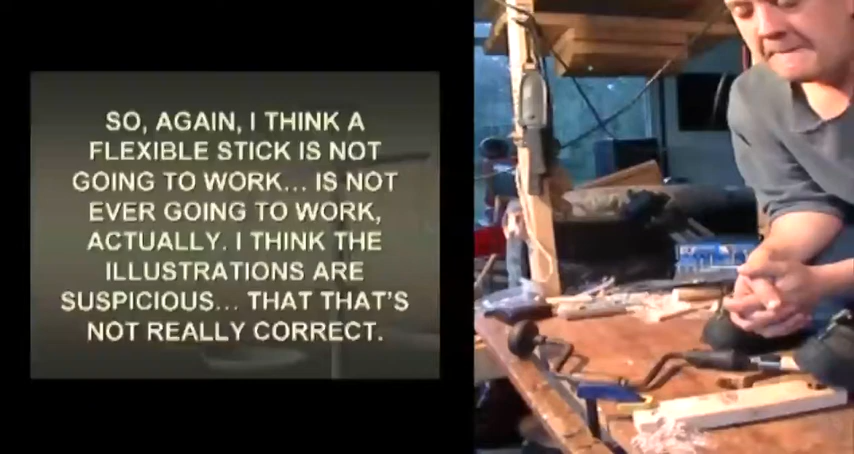 SO, AGAIN, I THINK A
FLEXIBLE STICK IS NOT
GOING TO WORK... IS NOT
EVER GOING TO WORK,
ACTUALLY. I THINK THE
ILLUSTRATIONS ARE
SUSPICIOUS... THAT THAT'S
NOT REALLY CORRECT.